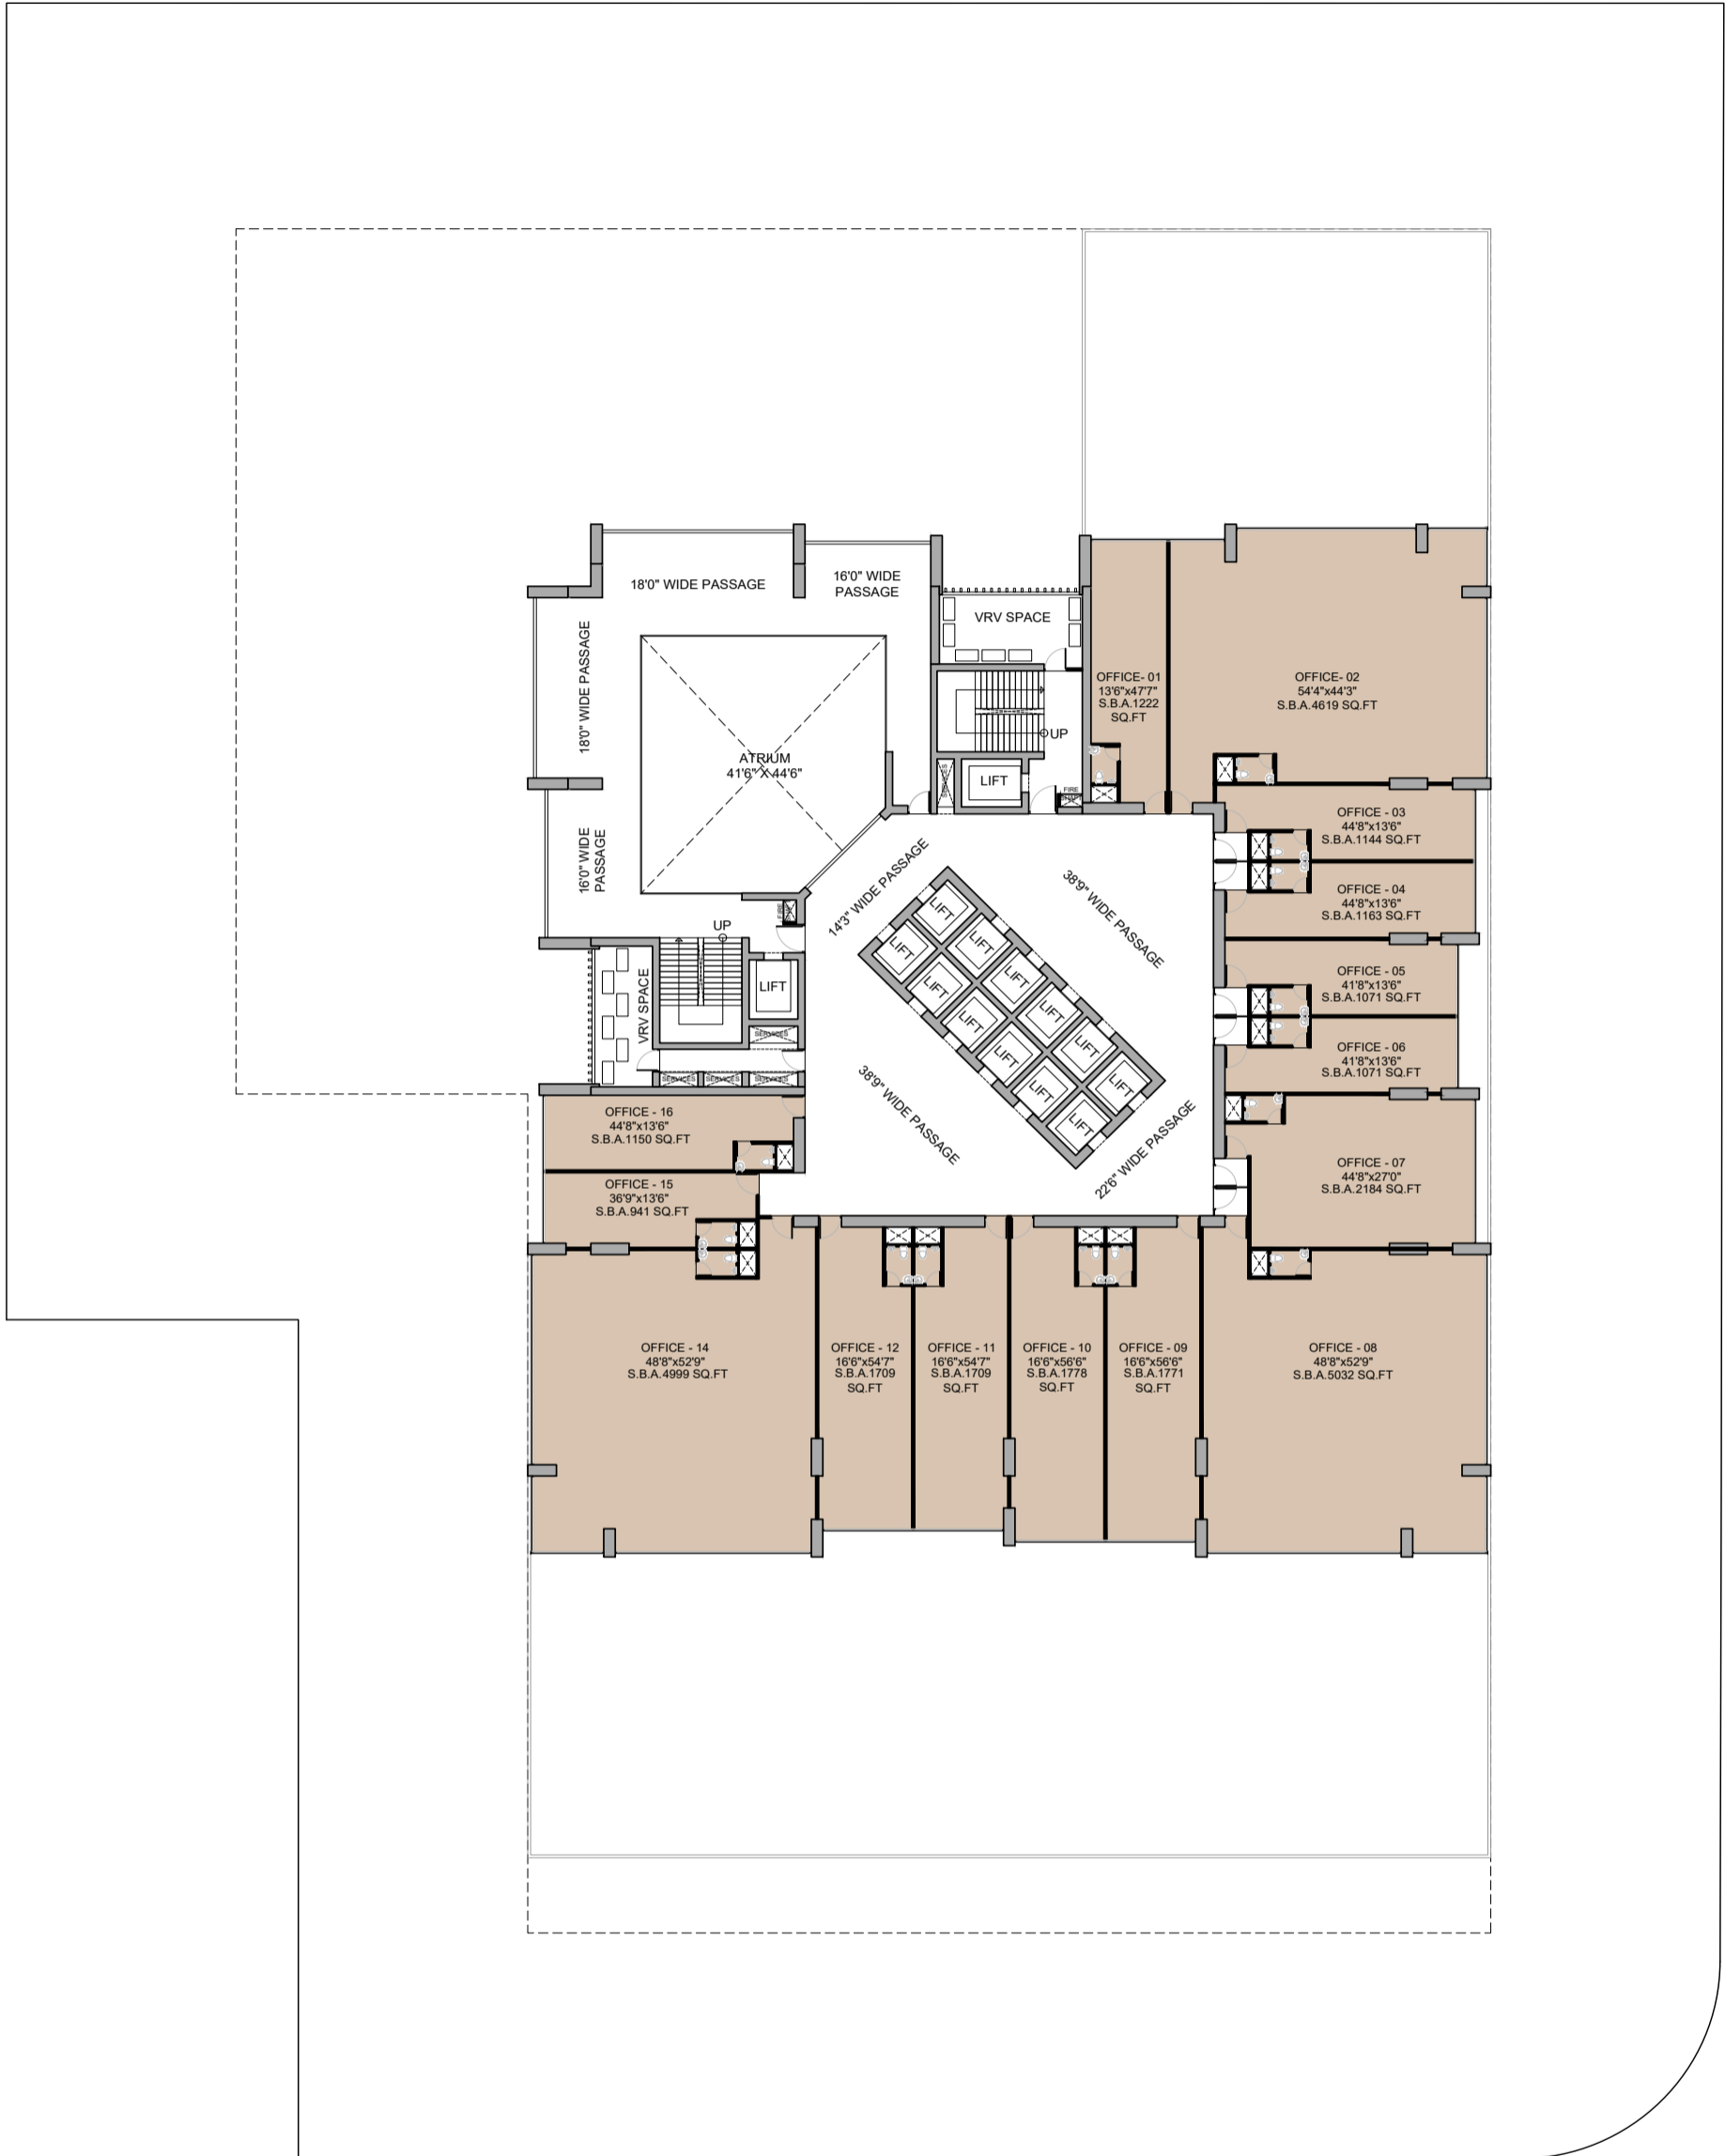 18'0" WIDE PASSAGE
16'0" WIDE
PASSAGE
VRV SPACE
18'0" WIDE PASSAGE
OFFICE- 01
13'6"x47'7"
S.B.A.1222
SQ.FT
OFFICE- 02
54'4"x44'3"
S.B.A.4619 SQ.FT
UP
ATRIUM
41'6" X 44'6"
SERVICES
LIFT
FIRE
OFFICE - 03
44'8"x13'6"
S.B.A.1144 SQ.FT
16'0" WIDE
PASSAGE
14'3" WIDE PASSAGE
38'9" WIDE PASSAGE
OFFICE - 04
44'8"x13'6"
S.B.A.1163 SQ.FT
FIRE
UP
LIFT
LIFT
LIFT
LIFT
LIFT
LIFT
LIFT
LIFT
LIFT
LIFT
LIFT
LIFT
VRV SPACE
LIFT
SERVICES
SERVICES
SERVICES
SERVICES
OFFICE - 05
41'8"x13'6"
S.B.A.1071 SQ.FT
OFFICE - 06
41'8"x13'6"
S.B.A.1071 SQ.FT
38'9" WIDE PASSAGE
22'6" WIDE PASSAGE
OFFICE - 16
44'8"x13'6"
S.B.A.1150 SQ.FT
OFFICE - 15
36'9"x13'6"
S.B.A.941 SQ.FT
OFFICE - 07
44'8"x27'0"
S.B.A.2184 SQ.FT
OFFICE - 14
48'8"x52'9"
S.B.A.4999 SQ.FT
OFFICE - 12
16'6"x54'7"
S.B.A.1709
SQ.FT
OFFICE - 11
16'6"x54'7"
S.B.A.1709
SQ.FT
OFFICE - 10
16'6"x56'6"
S.B.A.1778
SQ.FT
OFFICE - 09
16'6"x56'6"
S.B.A.1771
SQ.FT
OFFICE - 08
48'8"x52'9"
S.B.A.5032 SQ.FT